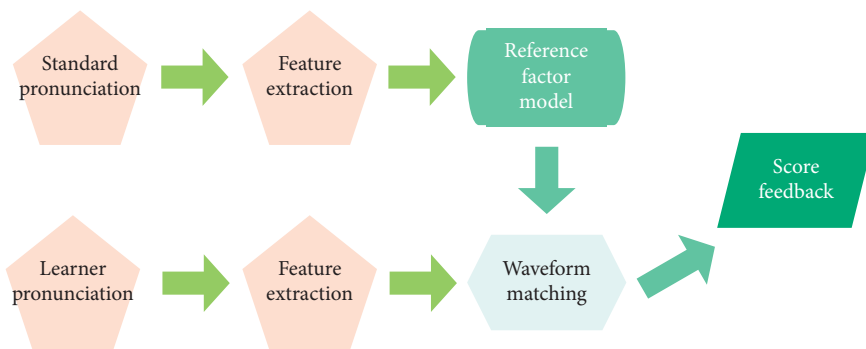 Standard
pronunciation
Feature
extraction
Reference
factor
model
Score
feedback
Learner
pronunciation
Feature
extraction
Waveform
matching